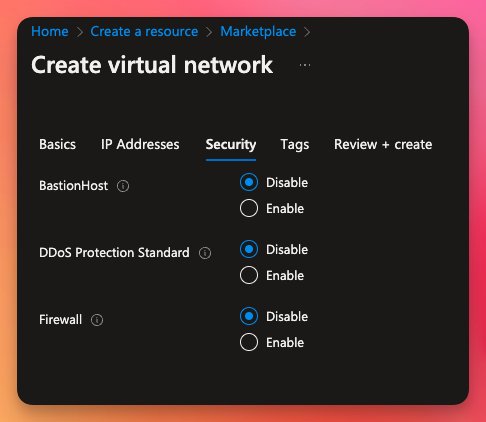 Home > Create a resource > Marketplace >
Create virtual network ...
Basics IP Addresses Security Tags Review + create
BastionHost Disable
Enable
DDoS Protection Standard Disable
Enable
Firewall Disable
Enable